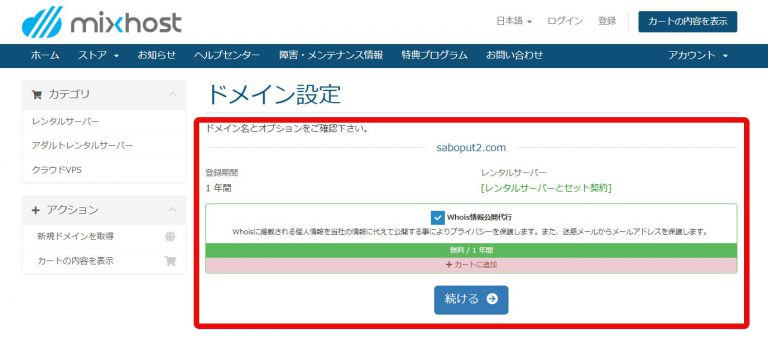 mixhost
日本語 ログイン 登録 カートの内容を表示
ホーム ストア お知らせ ヘルプセンター 障害・メンテナンス情報 特典プログラム お問い合わせ アカウント
カテゴリ
レンタルサーバー
アダルトレンタルサーバー
クラウドVPS
+ アクション
新規ドメインを取得
カートの内容を表示
ドメイン設定
ドメイン名とオプションをご確認下さい。
saboput2.com
登録期間 レンタルサーバー
1 年間 [レンタルサーバーとセット契約]
Whois情報公開代行
Whoisに掲載される個人情報を当社の情報に代えて公開する事によりプライバシーを保護します。また、迷惑メールからメールアドレスを保護します。
無料 / 1 年間
+ カートに追加
続ける